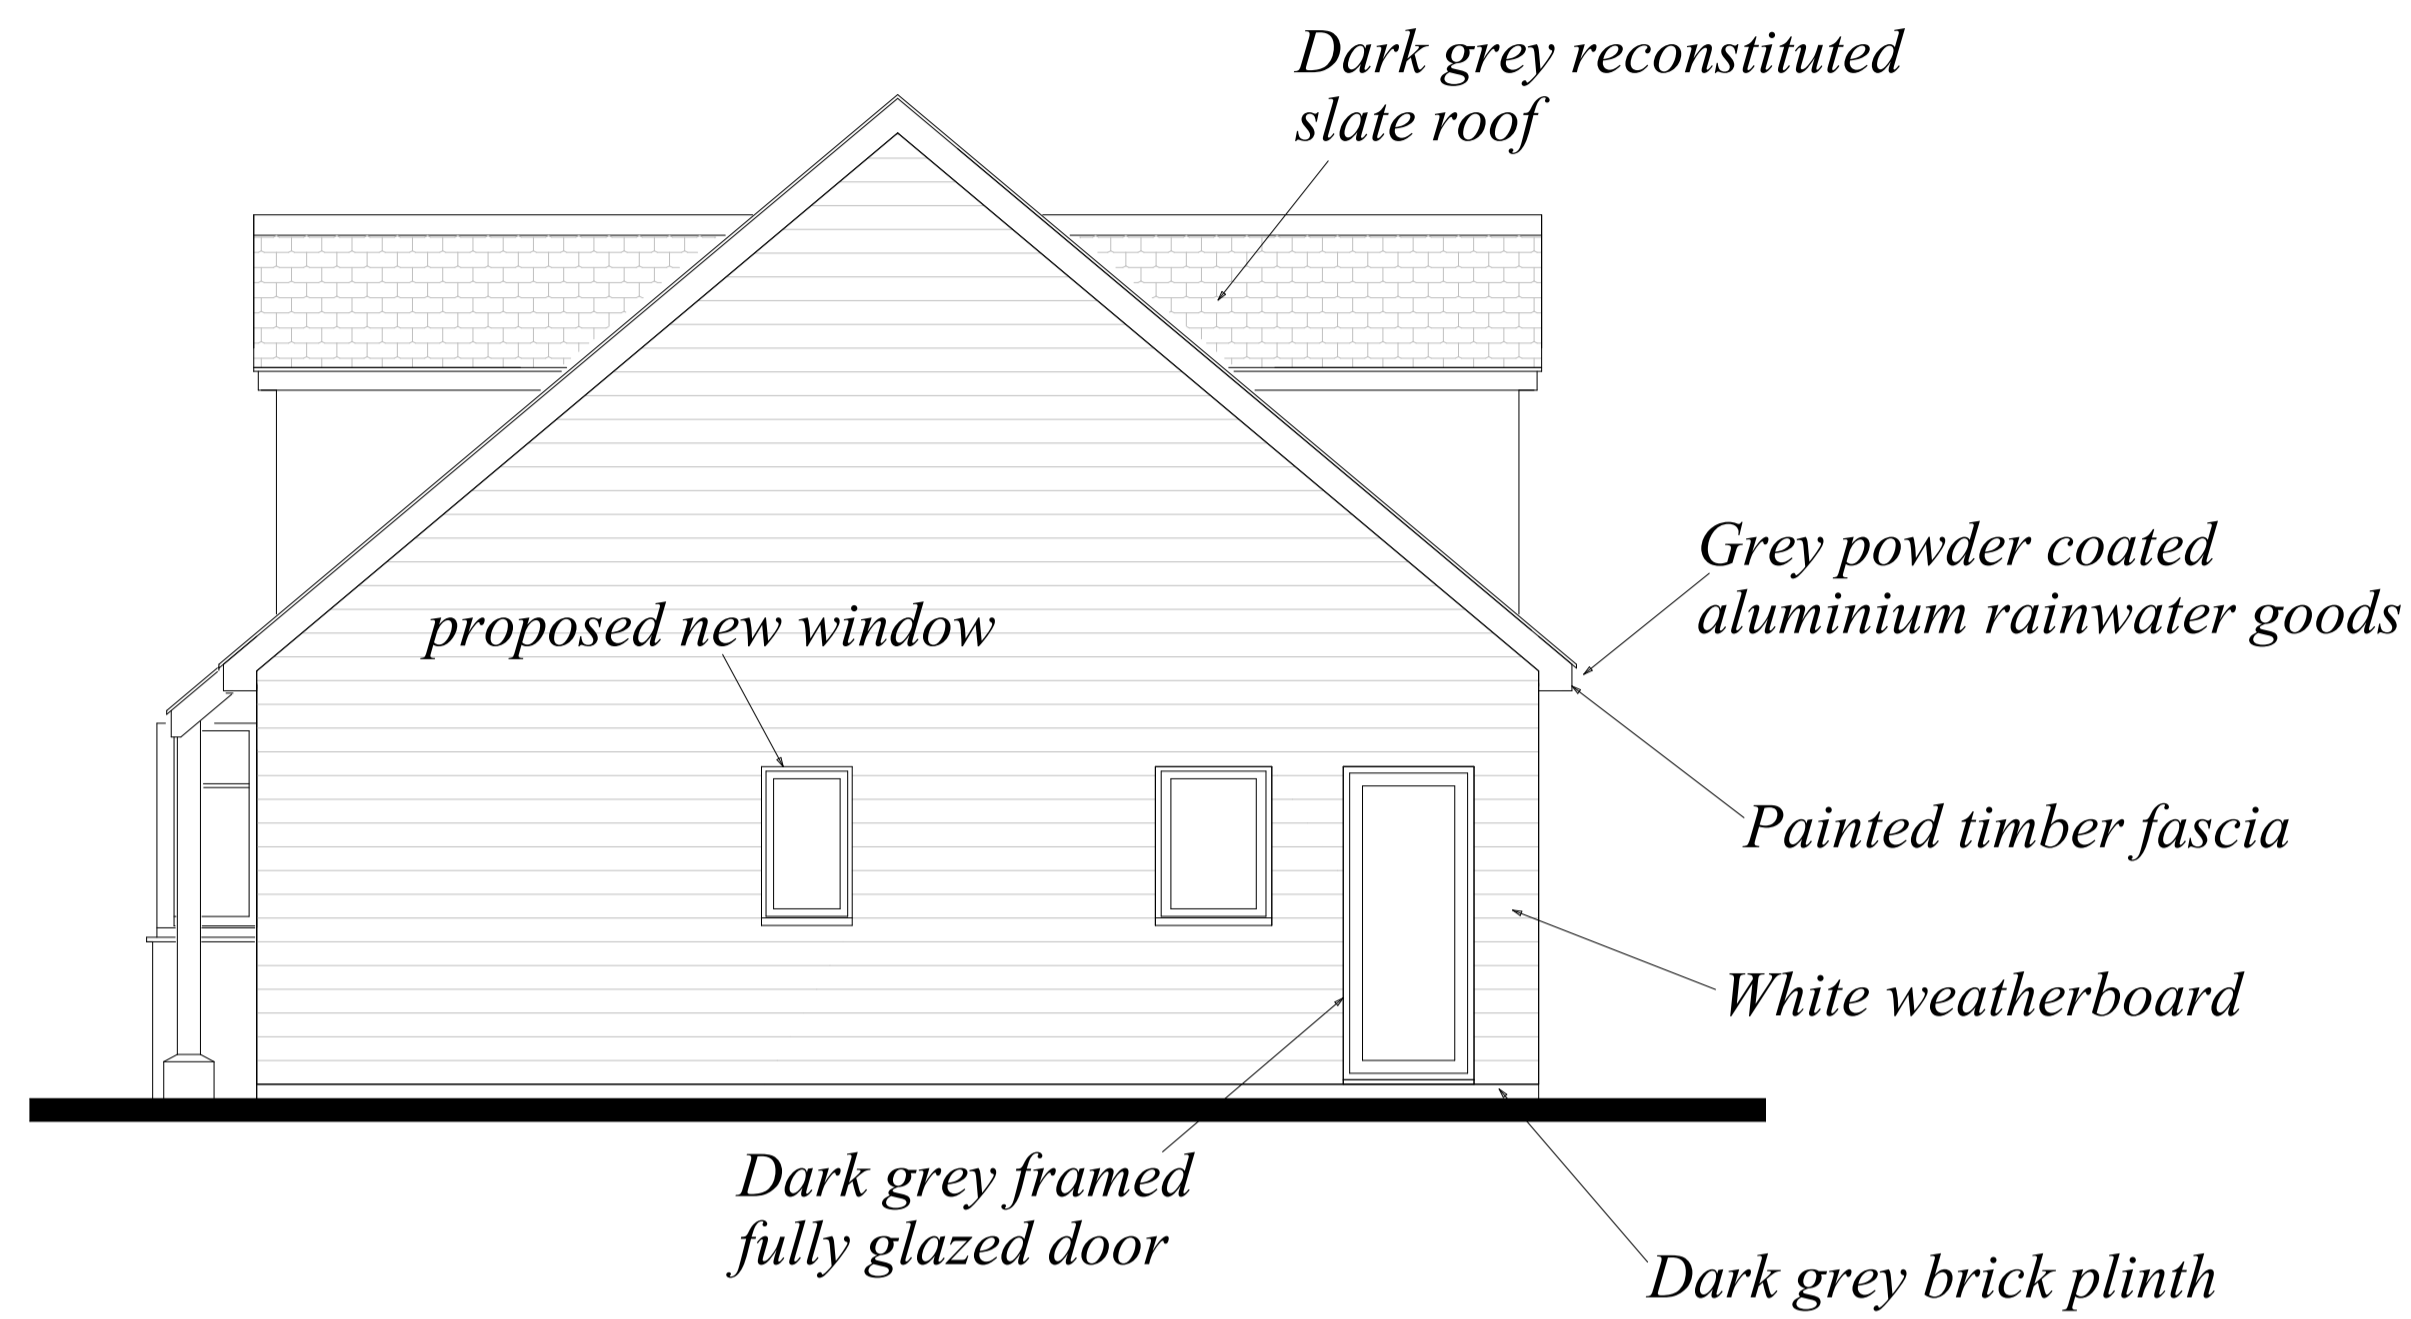 Dark grey reconstituted
slate roof
Grey powder coated
aluminium rainwater goods
proposed new window
Painted timber fascia
White weatherboard
Dark grey framed
fully glazed door
Dark grey brick plinth